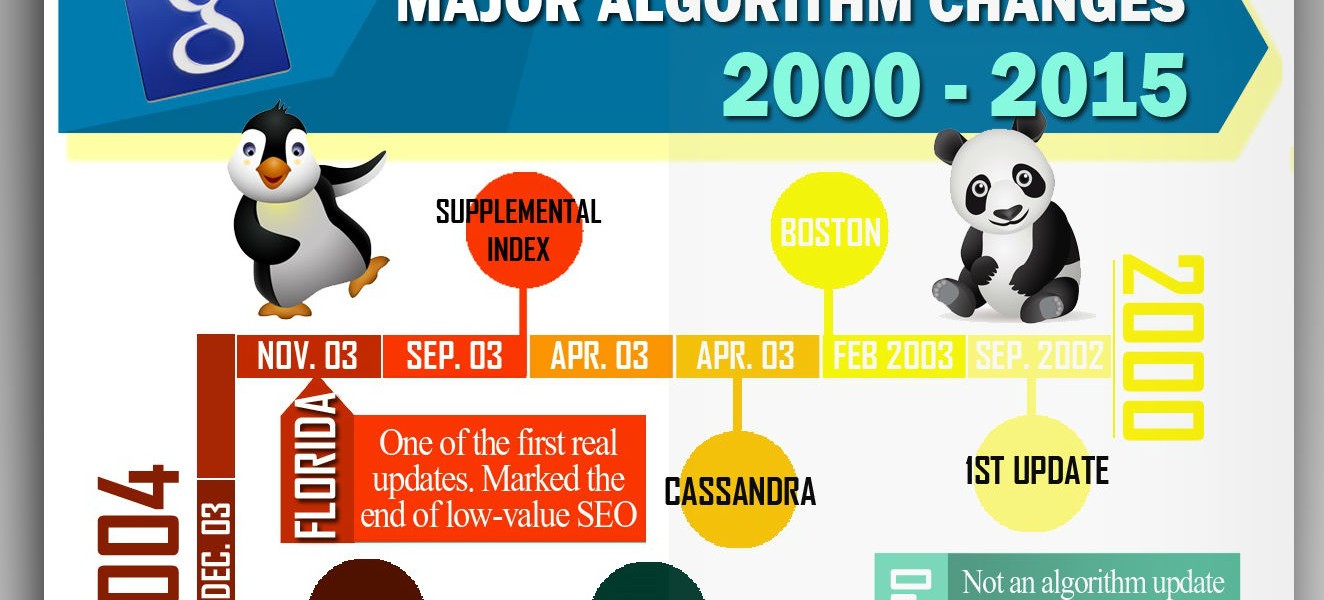 g
MAJOR ALGORITHM CHANGES
2000 - 2015
SUPPLEMENTAL
INDEX
BOSTON
2000
NOV. 03
SEP. 03
APR. 03
APR. 03
FEB 2003
SEP. 2002
FLORIDA
One of the first real
updates. Marked the
end of low-value SEO
CASSANDRA
1ST UPDATE
DEC. 03
Not an algorithm update